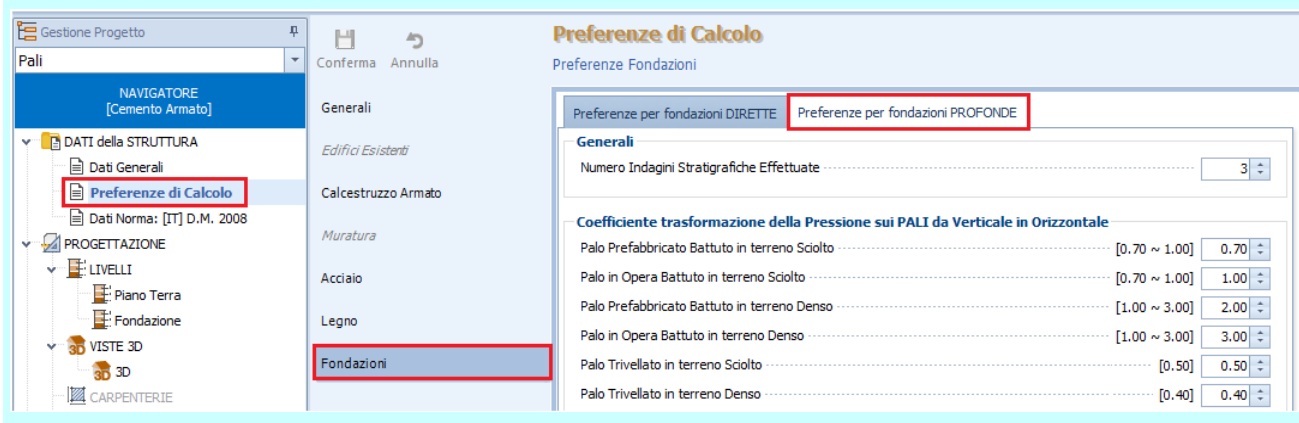 Gestione Progetto
Pali
NAVIGATORE
[Cemento Armato]
DATI della STRUTTURA
Dati Generali
Preferenze di Calcolo
Dati Norma: [IT] D.M. 2008
PROGETTAZIONE
LIVELLI
Piano Terra
Fondazione
VISTE 3D
3D
3D
3D
CARPENTERIE
Conferma Annulla
Generali
Edifici Esistenti
Calcestruzzo Armato
Muratura
Acciaio
Legno
Fondazioni
Preferenze di Calcolo
Preferenze Fondazioni
Preferenze per fondazioni DIRETTE Preferenze per fondazioni PROFONDE
Generali
Numero Indagini Stratigrafiche Effettuate 3
Coefficiente trasformazione della Pressione sui PALI da Verticale in Orizzontale
Palo Prefabbricato Battuto in terreno Sciolto [0.70 ~ 1.00] 0.70
Palo in Opera Battuto in terreno Sciolto [0.70 ~ 1.00] 1.00
Palo Prefabbricato Battuto in terreno Denso [1.00 ~ 3.00] 2.00
Palo in Opera Battuto in terreno Denso [1.00 ~ 3.00] 3.00
Palo Trivellato in terreno Sciolto [0.50] 0.50
Palo Trivellato in terreno Denso [0.40] 0.40